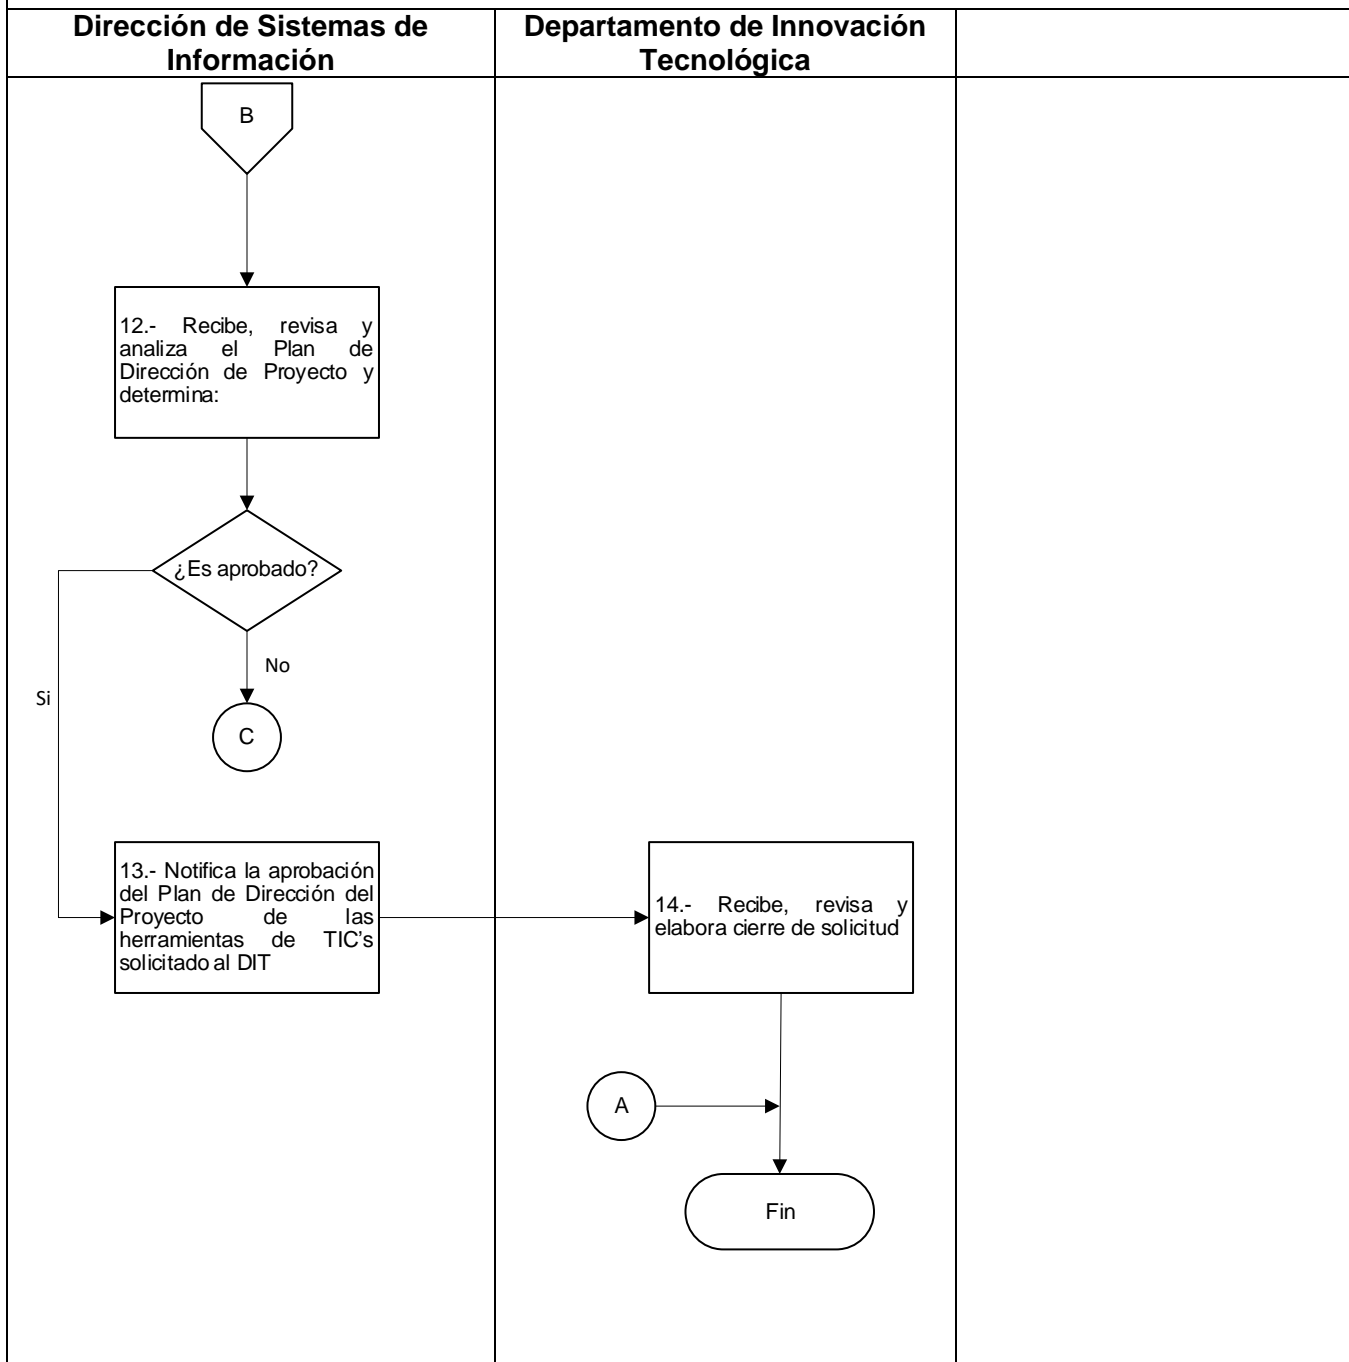 Dirección de Sistemas de
Información
Departamento de Innovación
Tecnológica
B
12.- Recibe, revisa y
analiza el Plan de
Dirección de Proyecto y
determina:
¿Es aprobado?
No
Si
C
13.- Notifica la aprobación
del Plan de Dirección del
Proyecto de las
herramientas de TIC's
solicitado al DIT
14.- Recibe, revisa y
elabora cierre de solicitud
A
Fin